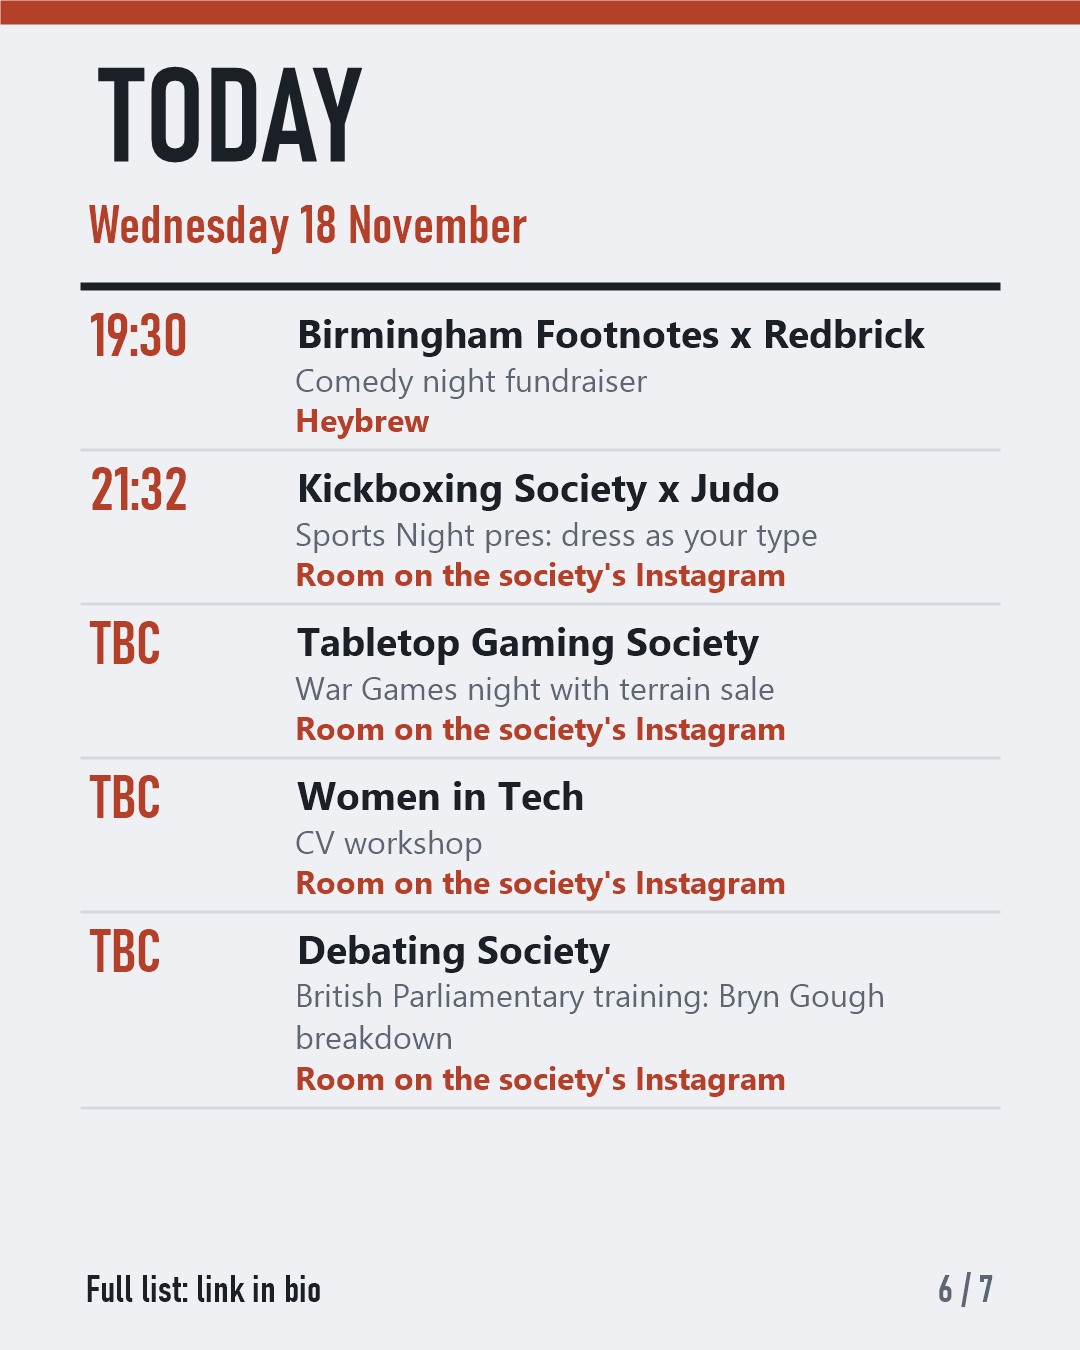 TODAY
Wednesday 18 November
19:30
Birmingham Footnotes x Redbrick
Comedy night fundraiser
Heybrew
21:32
Kickboxing Society x Judo
Sports Night pres: dress as your type
Room on the society's Instagram
TBC
Tabletop Gaming Society
War Games night with terrain sale
Room on the society's Instagram
TBC
Women in Tech
CV workshop
Room on the society's Instagram
TBC
Debating Society
British Parliamentary training: Bryn Gough
breakdown
Room on the society's Instagram
Full list: link in bio
6 / 7